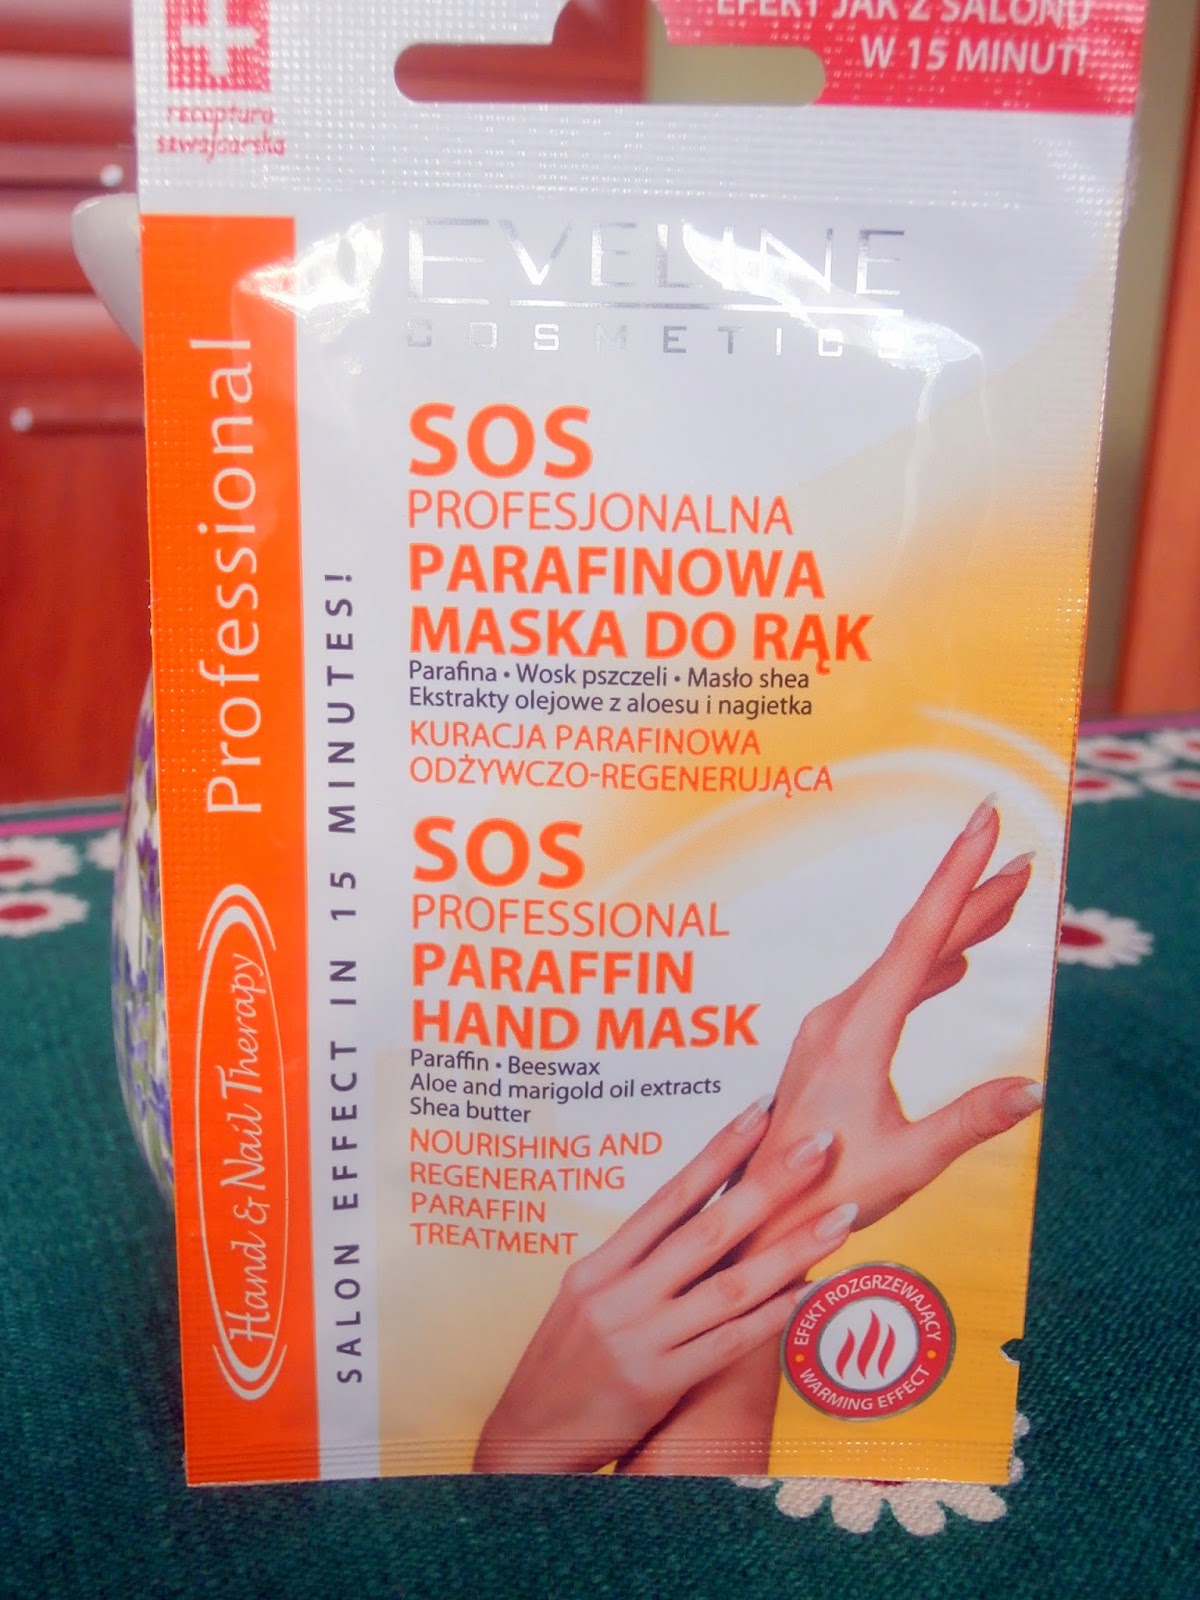 EFEKT JAK Z SALONU
W 15 MINUT!
receptura
szwajcarska
EVELINE
COSMETICS
Professional
Hand & Nail Therapy
SALON EFFECT IN 15 MINUTES!
SOS
PROFESJONALNA
PARAFINOWA
MASKA DO RĄK
Parafina • Wosk pszczeli • Masło shea
Ekstrakty olejowe z aloesu i nagietka
KURACJA PARAFINOWA
ODŻYWCZO-REGENERUJĄCA
SOS
PROFESSIONAL
PARAFFIN
HAND MASK
Paraffin • Beeswax
Aloe and marigold oil extracts
Shea butter
NOURISHING AND
REGENERATING
PARAFFIN
TREATMENT
EFEKT ROZGRZEWAJĄCY
WARMING EFFECT